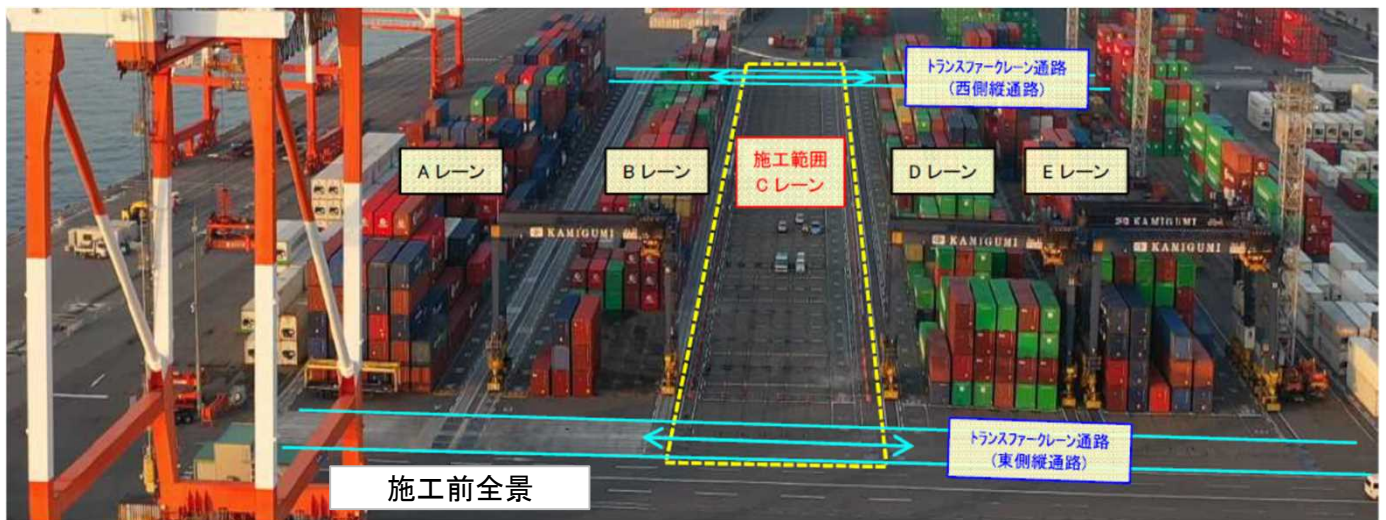 トランスファークレーン通路
(西側縦通路)
Aレーン
Bレーン
施工範囲
Cレーン
Dレーン
Eレーン
KAMIGUMI
KAMIGUMI
KAMIGUMI
KAMIGUMI
トランスファークレーン通路
(東側縦通路)
施工前全景